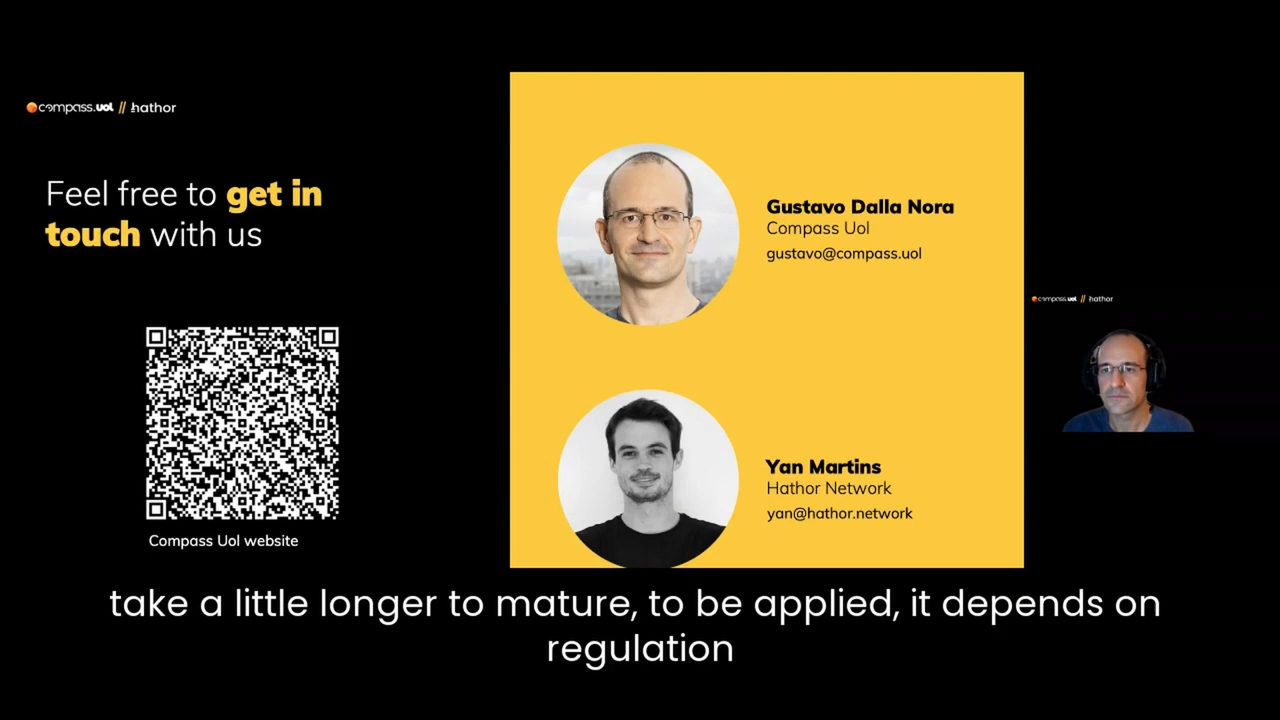 compass.uol // hathor
Feel free to get in
touch with us
Compass Uol website
Gustavo Dalla Nora
Compass Uol
gustavo@compass.uol
Yan Martins
Hathor Network
yan@hathor.network
compass.uol // hathor
take a little longer to mature, to be applied, it depends on
regulation